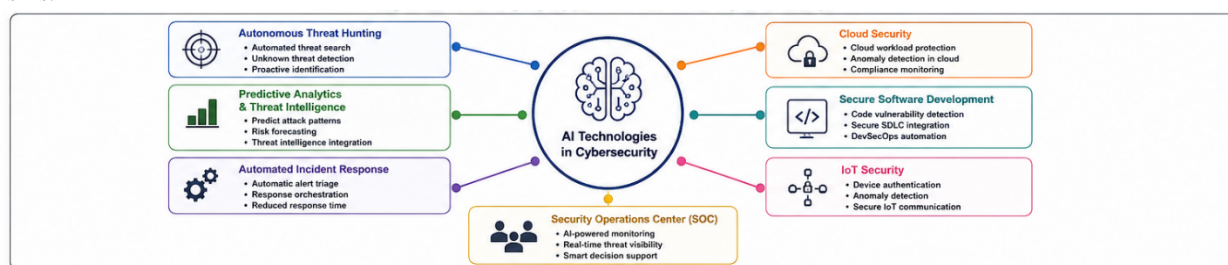 Autonomous Threat Hunting
• Automated threat search
• Unknown threat detection
• Proactive identification
Predictive Analytics
& Threat Intelligence
• Predict attack patterns
• Risk forecasting
• Threat intelligence integration
Automated Incident Response
• Automatic alert triage
• Response orchestration
• Reduced response time
AI Technologies
in Cybersecurity
Cloud Security
• Cloud workload protection
• Anomaly detection in cloud
• Compliance monitoring
</>
Secure Software Development
• Code vulnerability detection
• Secure SDLC integration
• DevSecOps automation
IoT Security
• Device authentication
• Anomaly detection
• Secure IoT communication
Security Operations Center (SOC)
• AI-powered monitoring
• Real-time threat visibility
• Smart decision support